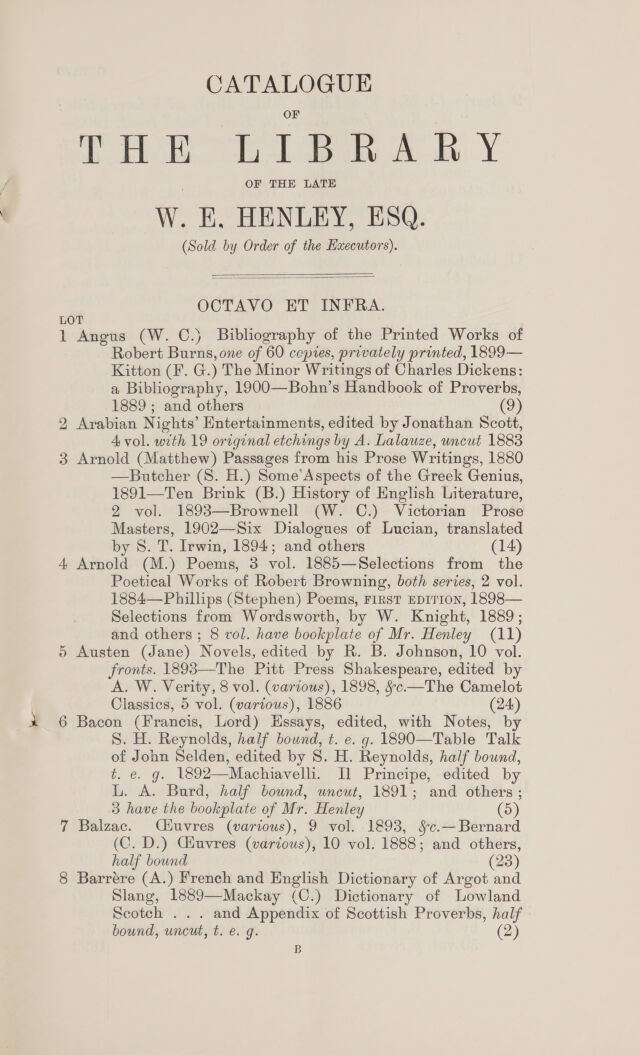 CATALOGUE
OF
THE LIBRARY
OF THE LATE
W. E. HENLEY, ESQ.
(Sold by Order of the Executors).
OCTAVO ET INFRA.
LOT
1 Angus (W. C.) Bibliography of the Printed Works of
Robert Burns, one of 60 copies, privately printed, 1899—
Kitton (F. G.) The Minor Writings of Charles Dickens:
a Bibliography, 1900—Bohn's Handbook of Proverbs,
1889; and others (9)
2 Arabian Nights' Entertainments, edited by Jonathan Scott,
4 vol. with 19 original etchings by A. Lalauze, uncut 1883
3 Arnold (Matthew) Passages from his Prose Writings, 1880
—Butcher (S. H.) Some Aspects of the Greek Genius,
1891—Ten Brink (B.) History of English Literature,
2 vol. 1893—Brownell (W. C.) Victorian Prose
Masters, 1902—Six Dialogues of Lucian, translated
by S. T. Irwin, 1894; and others (14)
4 Arnold (M.) Poems, 3 vol. 1885—Selections from the
Poetical Works of Robert Browning, both series, 2 vol.
1884—Phillips (Stephen) Poems, FIRST EDITION, 1898—
Selections from Wordsworth, by W. Knight, 1889;
and others; 8 vol. have bookplate of Mr. Henley (11)
5 Austen (Jane) Novels, edited by R. B. Johnson, 10 vol.
fronts. 1893—The Pitt Press Shakespeare, edited by
A. W. Verity, 8 vol. (various), 1898, &c.—The Camelot
Classics, 5 vol. (various), 1886 (24)
6 Bacon (Francis, Lord) Essays, edited, with Notes, by
S. H. Reynolds, half bound, t. e. g. 1890—Table Talk
of John Selden, edited by S. H. Reynolds, half bound,
t. e. g. 1892—Machiavelli. Il Principe, edited by
L. A. Burd, half bound, uncut, 1891; and others;
3 have the bookplate of Mr. Henley (5)
7 Balzac. Œuvres (various), 9 vol. 1893, &c.—Bernard
(C. D.) Œuvres (various), 10 vol. 1888; and others,
half bound (23)
8 Barrère (A.) French and English Dictionary of Argot and
Slang, 1889—Mackay (C.) Dictionary of Lowland
Scotch . . . and Appendix of Scottish Proverbs, half
bound, uncut, t. e. g. (2)
B